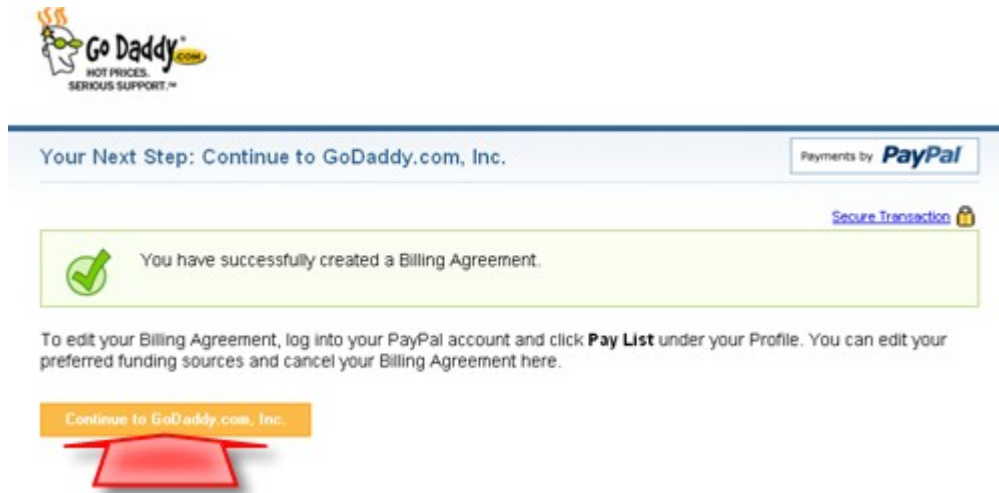 Go Daddy.COM
HOT PRICES.
SERIOUS SUPPORT.™
Your Next Step: Continue to GoDaddy.com, Inc.
Payments by PayPal
Secure Transaction
You have successfully created a Billing Agreement.
To edit your Billing Agreement, log into your PayPal account and click Pay List under your Profile. You can edit your
preferred funding sources and cancel your Billing Agreement here.
Continue to GoDaddy.com, Inc.